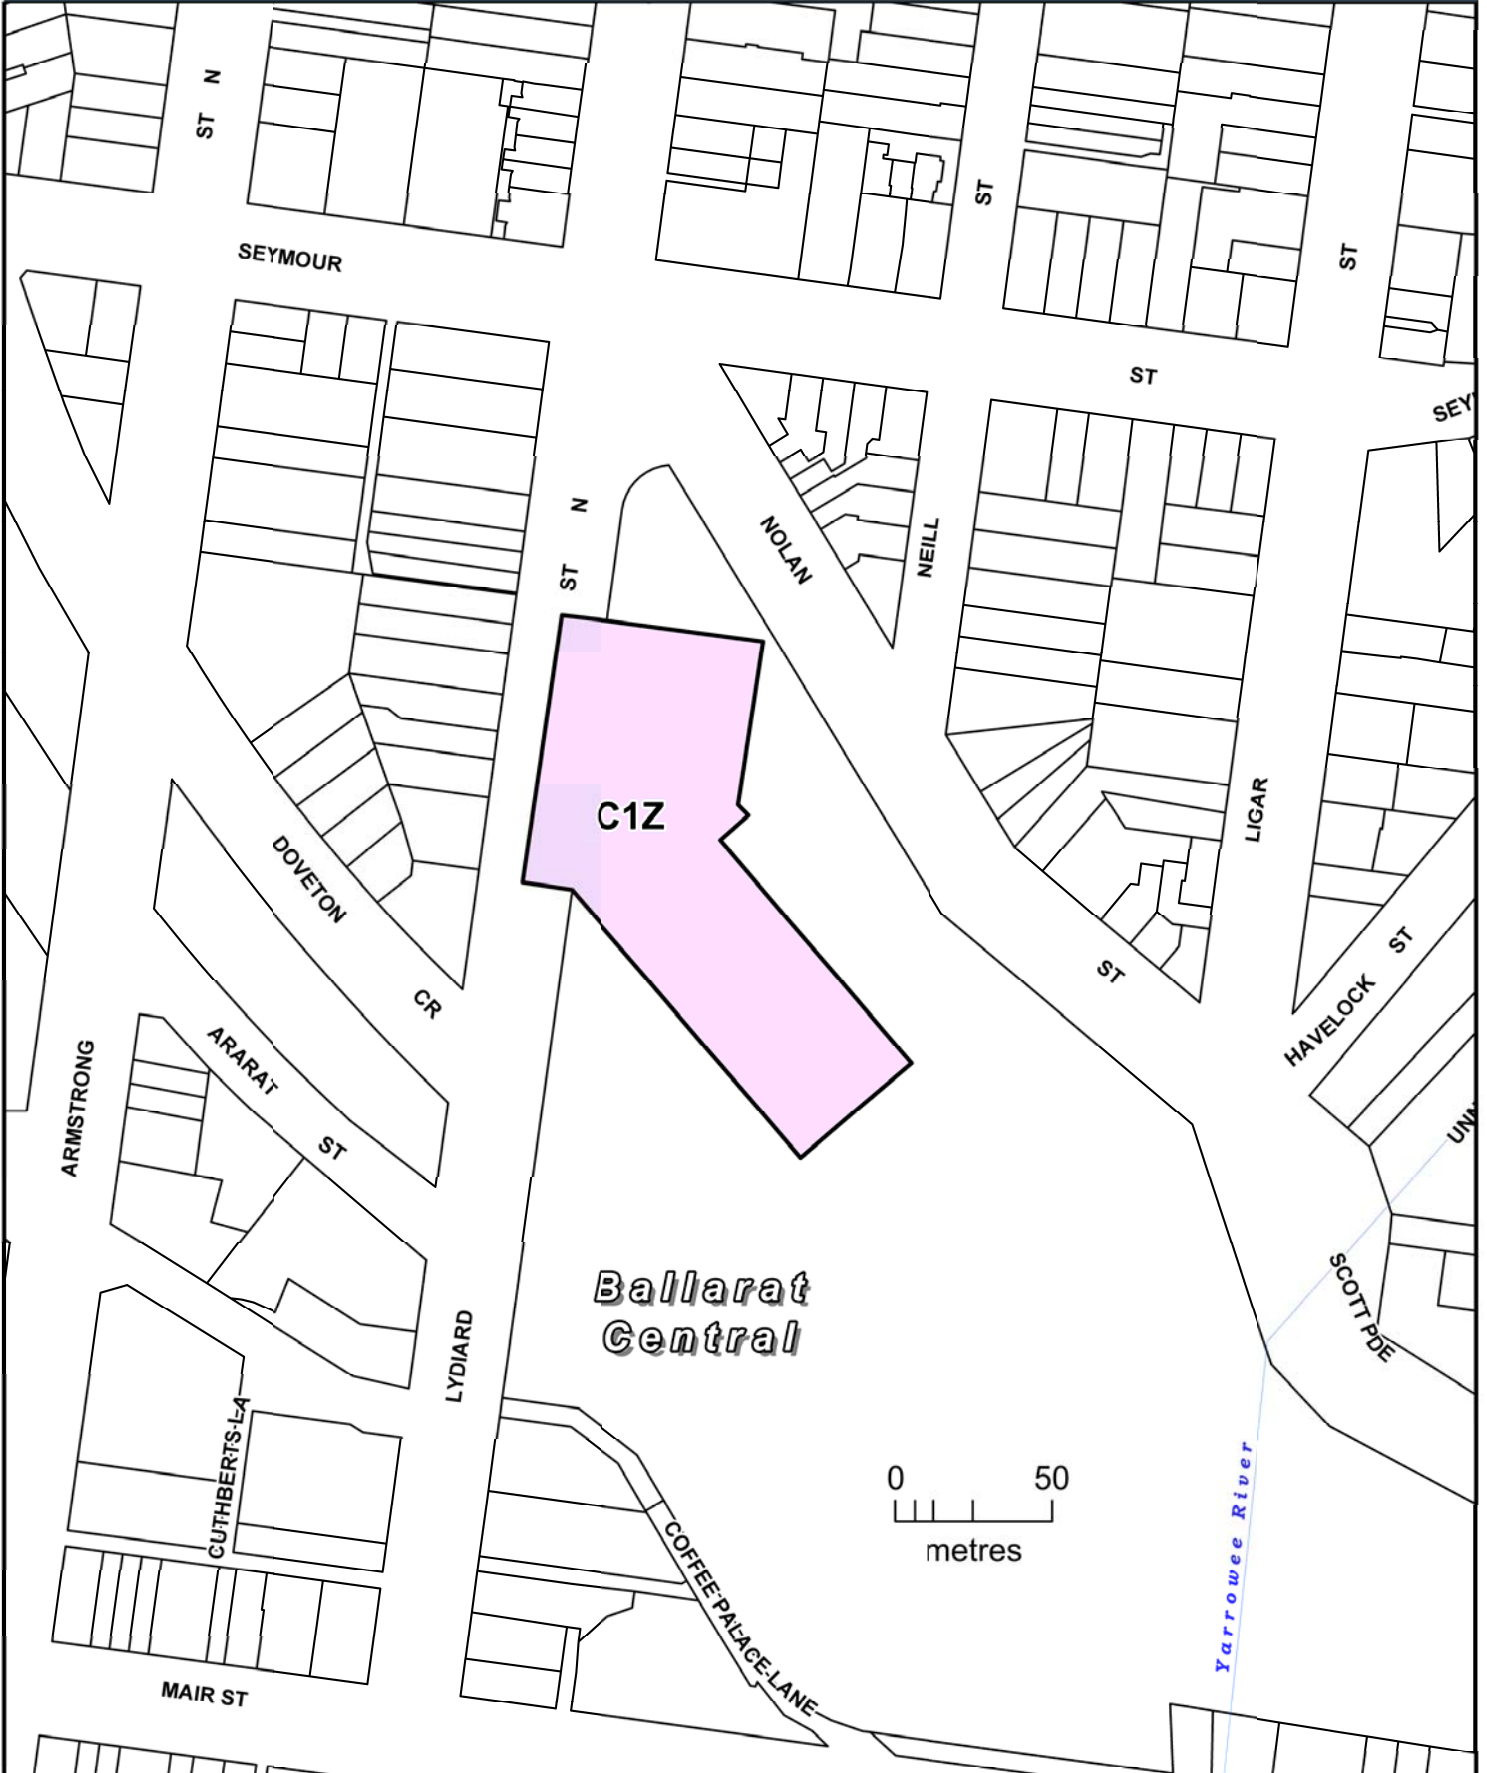 N
ST
SEYMOUR
ST
ST
ST
SEY
N
ST
NOLAN
NEILL
C1Z
LIGAR
DOVETON
CR
ST
ST
HAVELOCK
ARARAT
ST
ARMSTRONG
UNN
SCOTT PDE
Ballarat
Central
LYDIARD
CUTHBERTS LA
0 50
metres
Yarrowee River
COFFEE PALACE LANE
MAIR ST